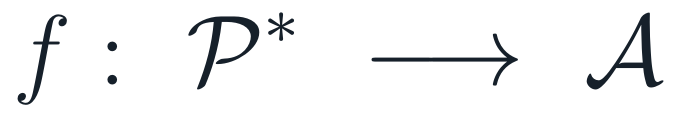 f : 𝒫* ⟶ 𝒜